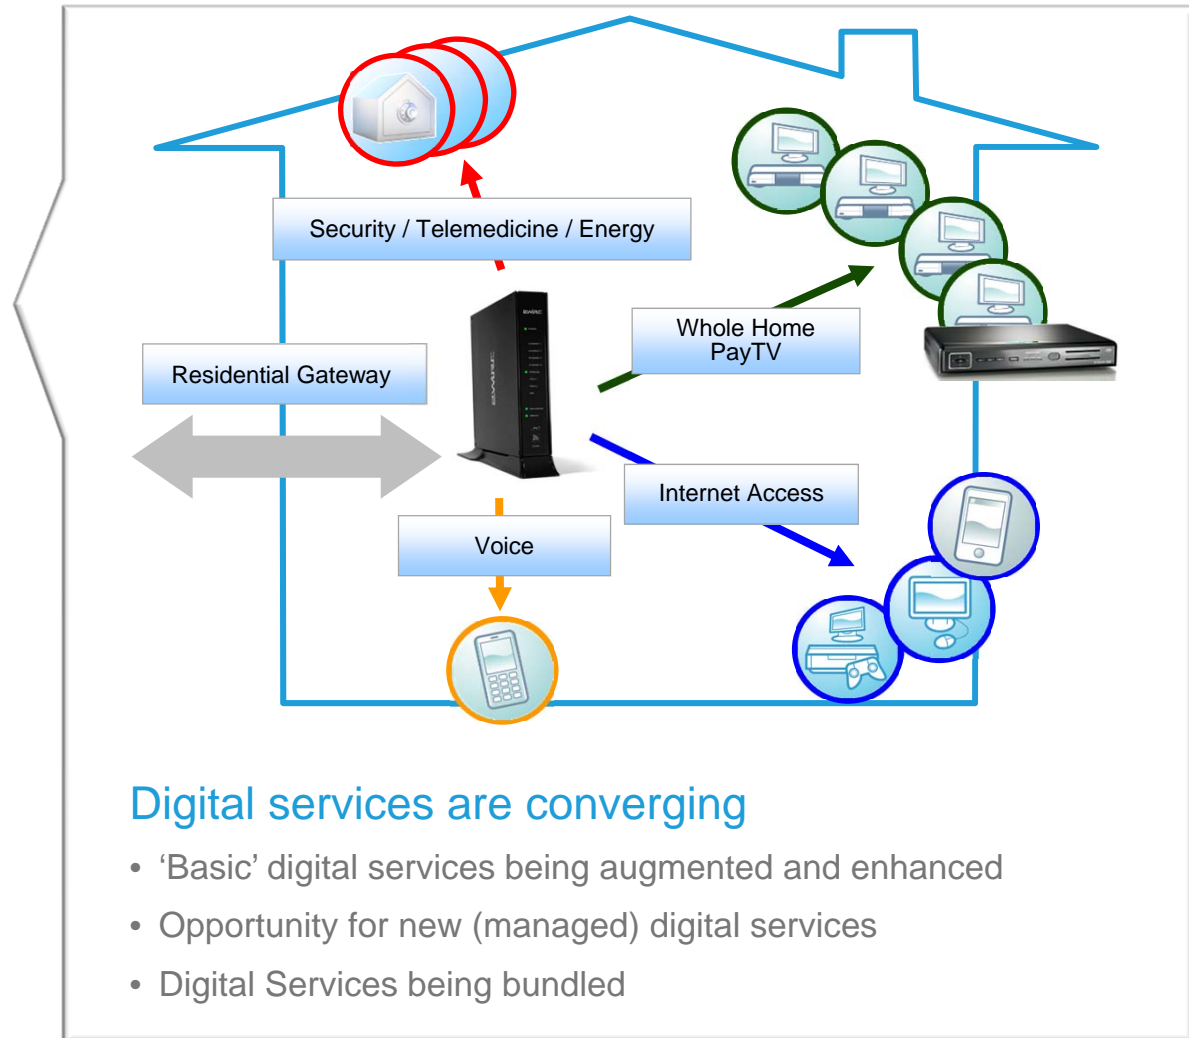 Security / Telemedicine / Energy
Whole Home
PayTV
Residential Gateway
Internet Access
Voice
Digital services are converging
• ‘Basic’ digital services being augmented and enhanced
• Opportunity for new (managed) digital services
• Digital Services being bundled